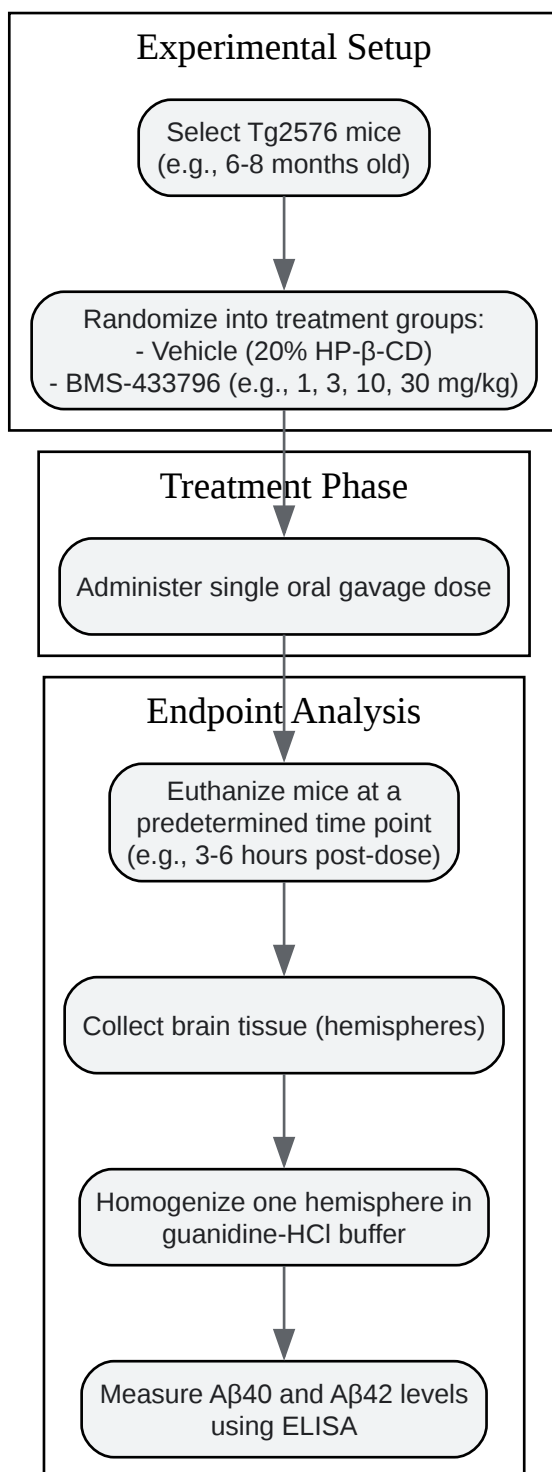 Experimental Setup
Select Tg2576 mice
(e.g., 6-8 months old)
Randomize into treatment groups:
- Vehicle (20% HP-β-CD)
- BMS-433796 (e.g., 1, 3, 10, 30 mg/kg)
Treatment Phase
Administer single oral gavage dose
Endpoint Analysis
Euthanize mice at a
predetermined time point
(e.g., 3-6 hours post-dose)
Collect brain tissue (hemispheres)
Homogenize one hemisphere in
guanidine-HCl buffer
Measure Aβ40 and Aβ42 levels
using ELISA